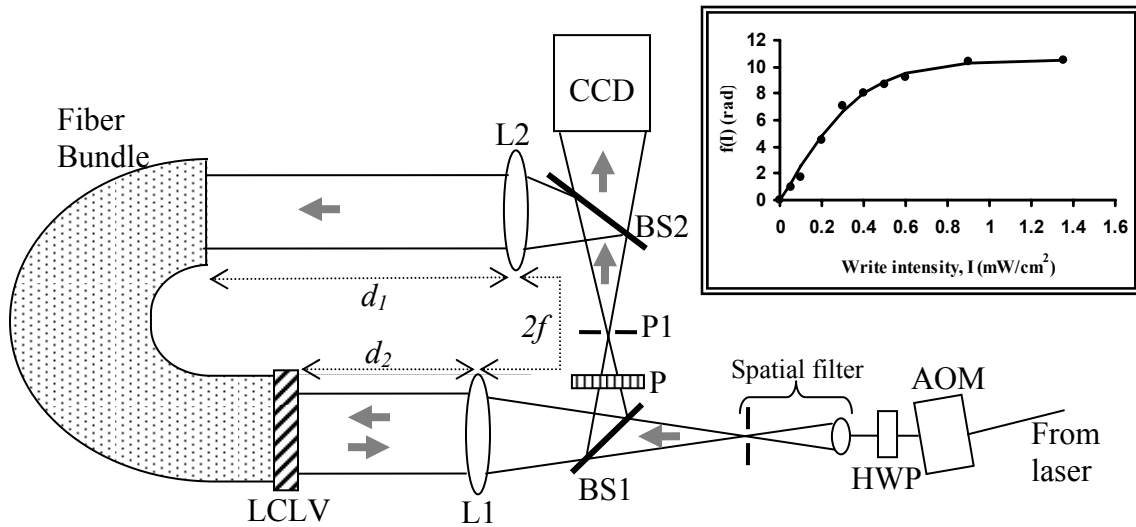 Fiber
Bundle
CCD
L2
BS2
d₁
2f
P1
d₂
P
Spatial filter
AOM
HWP
From
laser
LCLV
L1
BS1
f(I) (rad)
12
10
8
6
4
2
0
0 0.2 0.4 0.6 0.8 1 1.2 1.4 1.6
Write intensity, I (mW/cm²)